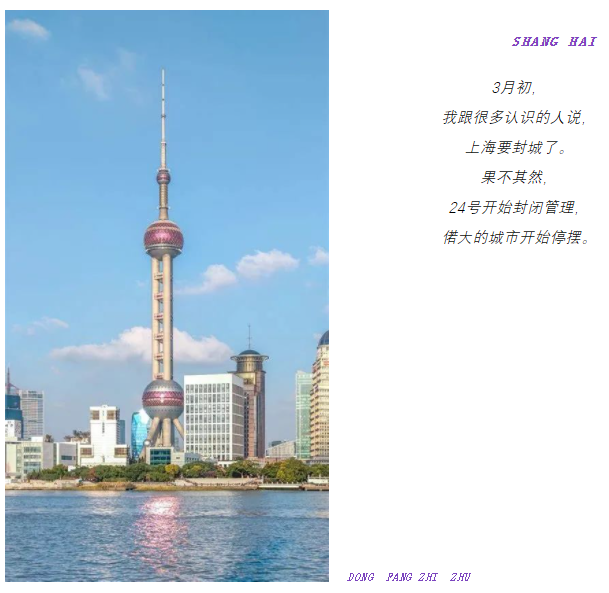 SHANG HAI
3月初，
我跟很多认识的人说，
上海要封城了。
果不其然，
24号开始封闭管理，
偌大的城市开始停摆。
DONG FANG ZHI ZHU